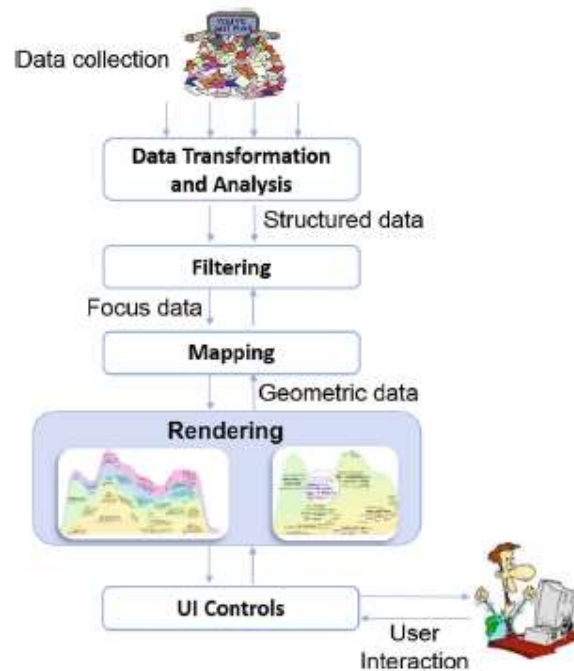 Data collection
Data Transformation
and Analysis
Structured data
Filtering
Focus data
Mapping
Geometric data
Rendering
UI Controls
User
Interaction